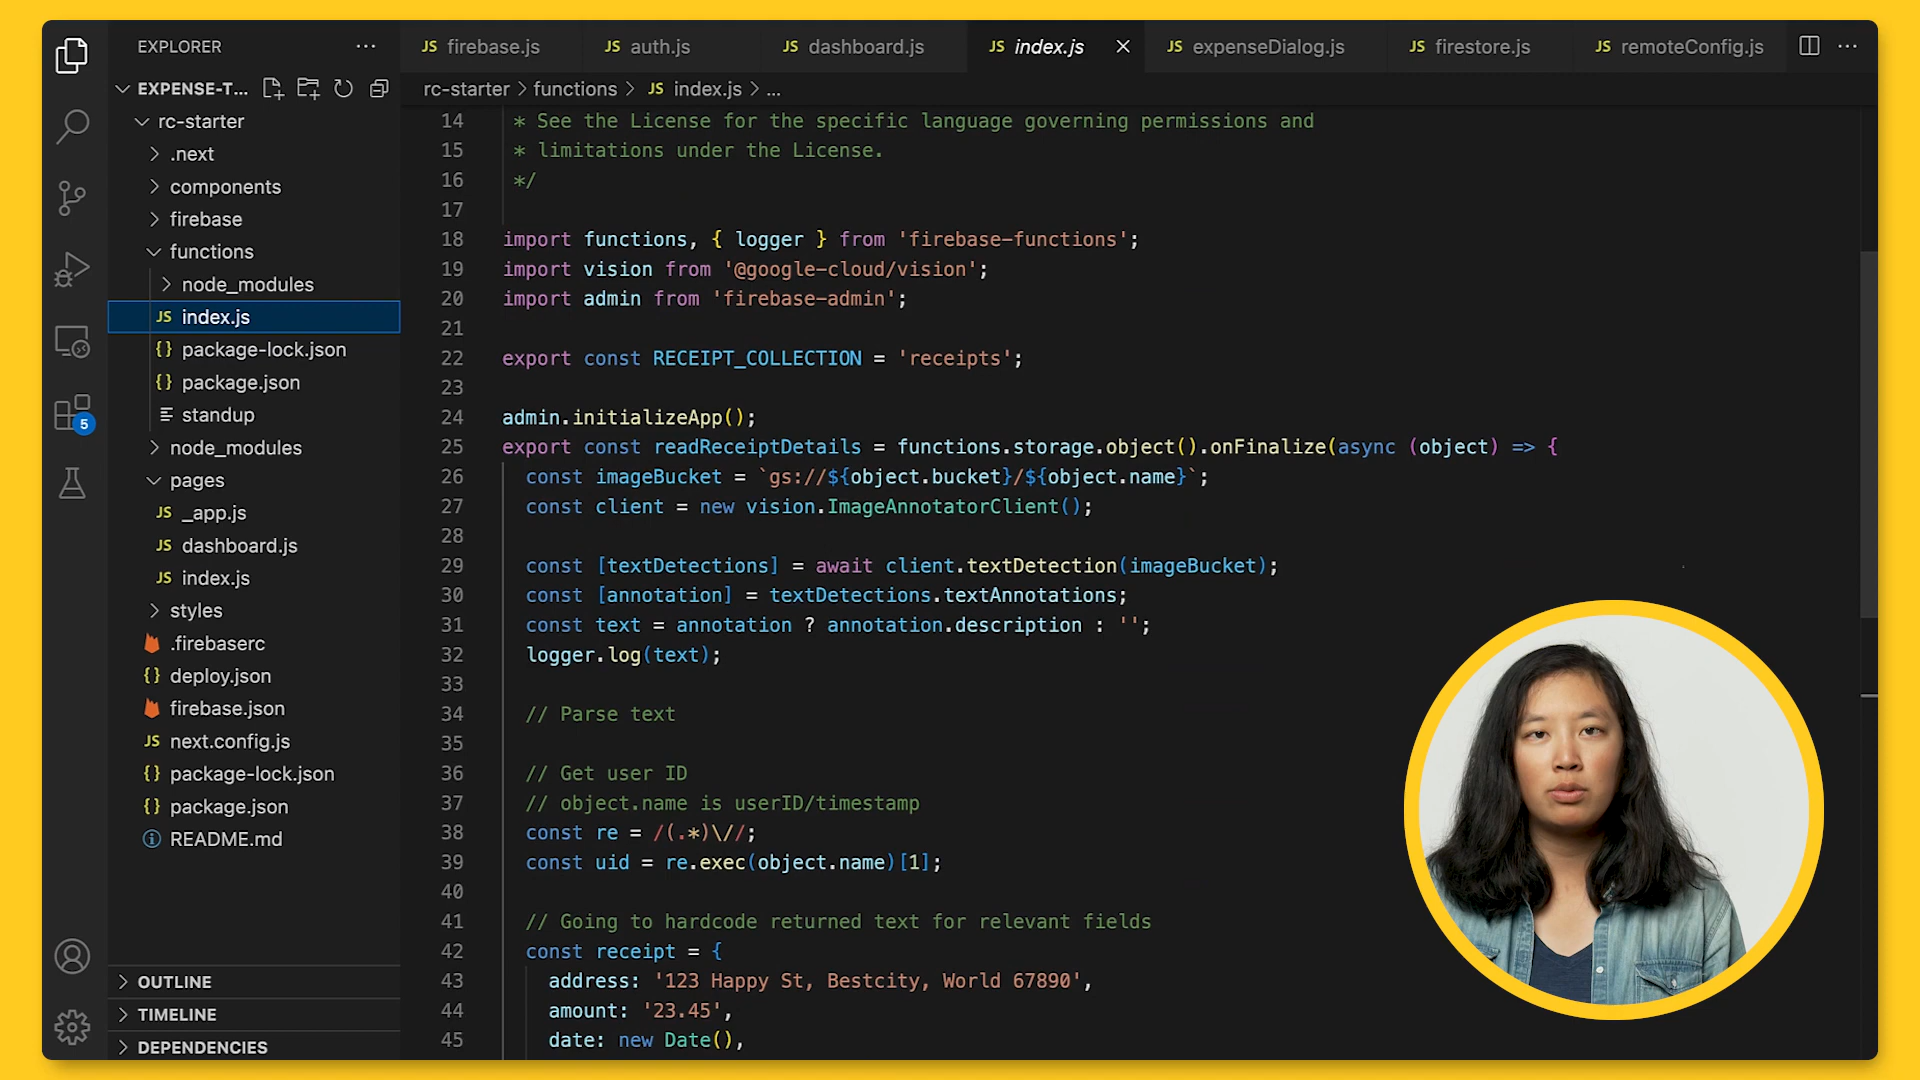 EXPLORER
EXPENSE-T...
rc-starter
.next
components
firebase
functions
node_modules
JS index.js
{} package-lock.json
{} package.json
standup
node_modules
pages
JS _app.js
JS dashboard.js
JS index.js
styles
.firebaserc
{} deploy.json
firebase.json
JS next.config.js
{} package-lock.json
{} package.json
README.md
OUTLINE
TIMELINE
DEPENDENCIES
5
JS firebase.js JS auth.js JS dashboard.js JS index.js JS expenseDialog.js JS firestore.js JS remoteConfig.js
rc-starter > functions > JS index.js > ...
14 * See the License for the specific language governing permissions and
15 * limitations under the License.
16 */
17
18 import functions, { logger } from 'firebase-functions';
19 import vision from '@google-cloud/vision';
20 import admin from 'firebase-admin';
21
22 export const RECEIPT_COLLECTION = 'receipts';
23
24 admin.initializeApp();
25 export const readReceiptDetails = functions.storage.object().onFinalize(async (object) => {
26 const imageBucket = `gs://${object.bucket}/${object.name}`;
27 const client = new vision.ImageAnnotatorClient();
28
29 const [textDetections] = await client.textDetection(imageBucket);
30 const [annotation] = textDetections.textAnnotations;
31 const text = annotation ? annotation.description : '';
32 logger.log(text);
33
34 // Parse text
35
36 // Get user ID
37 // object.name is userID/timestamp
38 const re = /(.*)\//;
39 const uid = re.exec(object.name)[1];
40
41 // Going to hardcode returned text for relevant fields
42 const receipt = {
43 address: '123 Happy St, Bestcity, World 67890',
44 amount: '23.45',
45 date: new Date(),